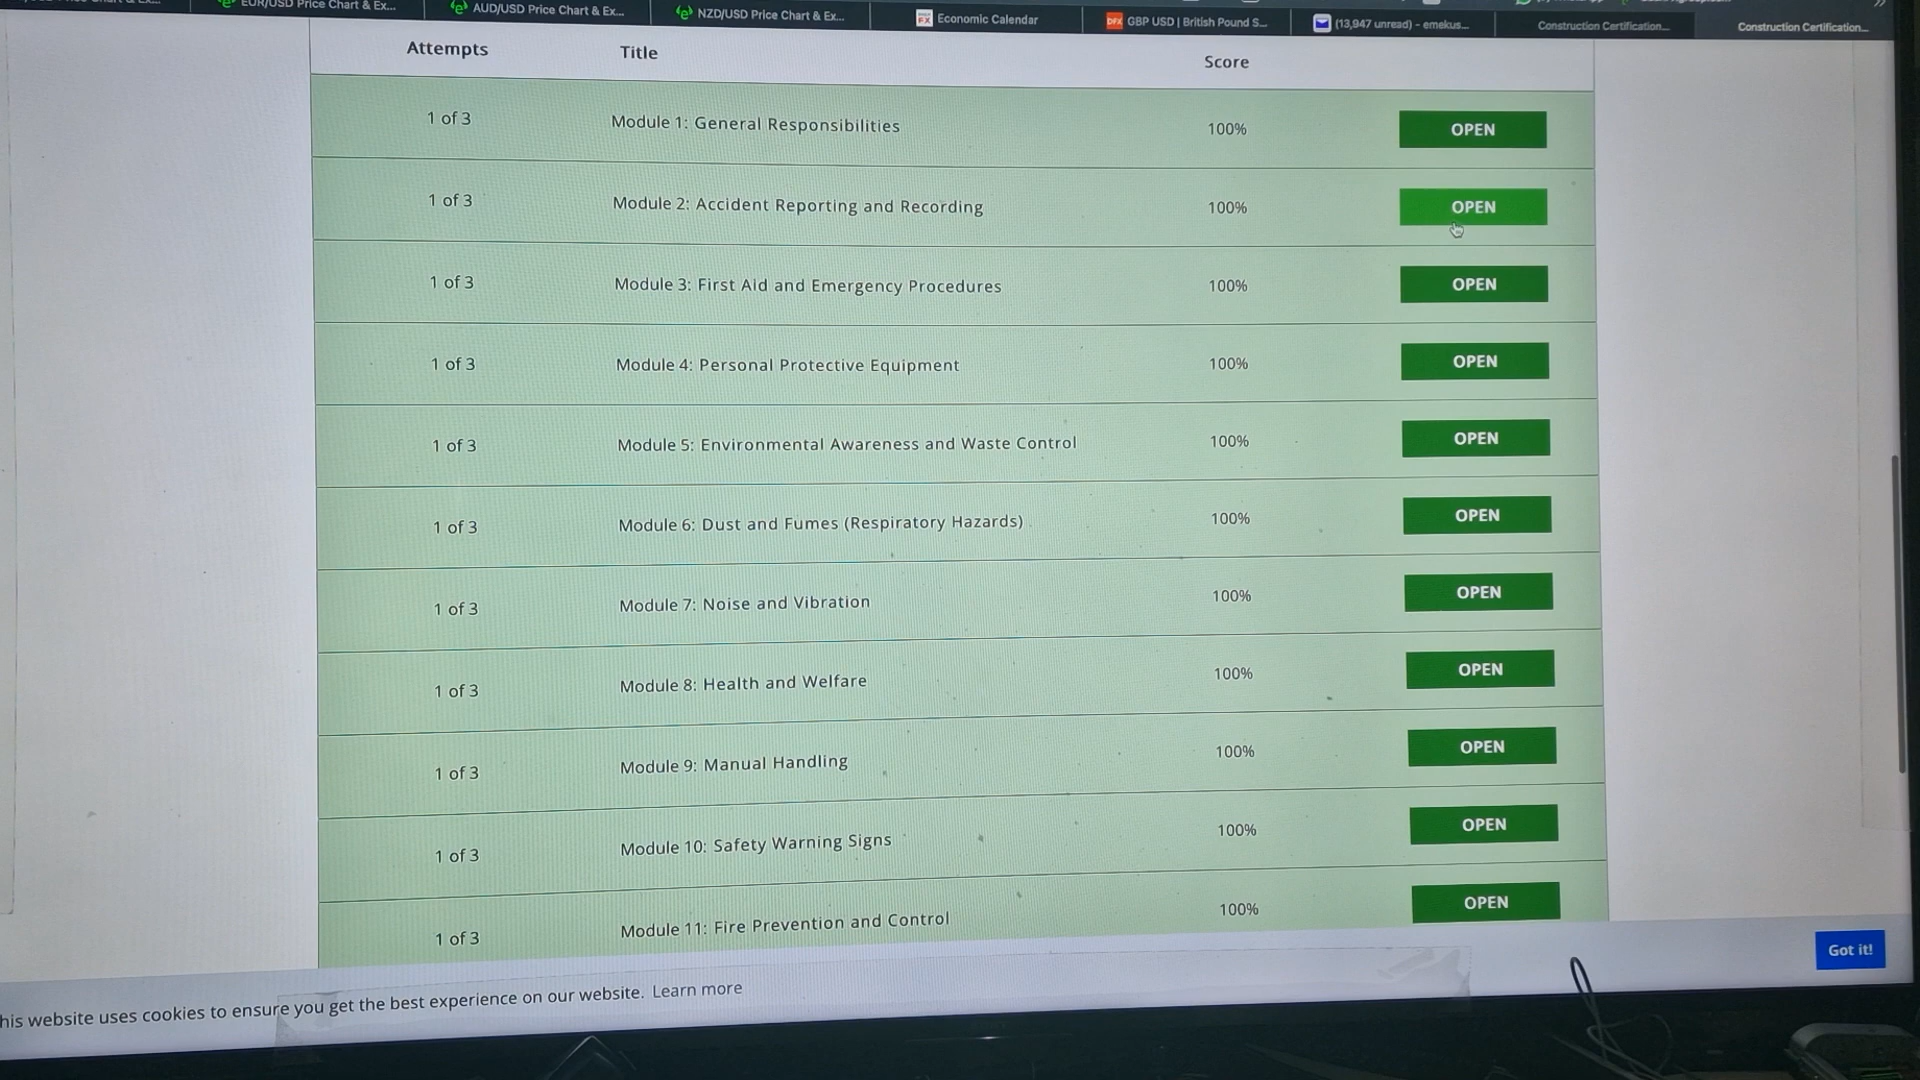 EUR/USD Price Chart & Ex...
AUD/USD Price Chart & Ex...
NZD/USD Price Chart & Ex...
Economic Calendar
GBP USD | British Pound S...
(13,947 unread) - emekus...
Construction Certification...
Construction Certification...
Attempts Title Score
1 of 3 Module 1: General Responsibilities 100% OPEN
1 of 3 Module 2: Accident Reporting and Recording 100% OPEN
1 of 3 Module 3: First Aid and Emergency Procedures 100% OPEN
1 of 3 Module 4: Personal Protective Equipment 100% OPEN
1 of 3 Module 5: Environmental Awareness and Waste Control 100% OPEN
1 of 3 Module 6: Dust and Fumes (Respiratory Hazards) 100% OPEN
1 of 3 Module 7: Noise and Vibration 100% OPEN
1 of 3 Module 8: Health and Welfare 100% OPEN
1 of 3 Module 9: Manual Handling 100% OPEN
1 of 3 Module 10: Safety Warning Signs 100% OPEN
1 of 3 Module 11: Fire Prevention and Control 100% OPEN
his website uses cookies to ensure you get the best experience on our website. Learn more
Got it!